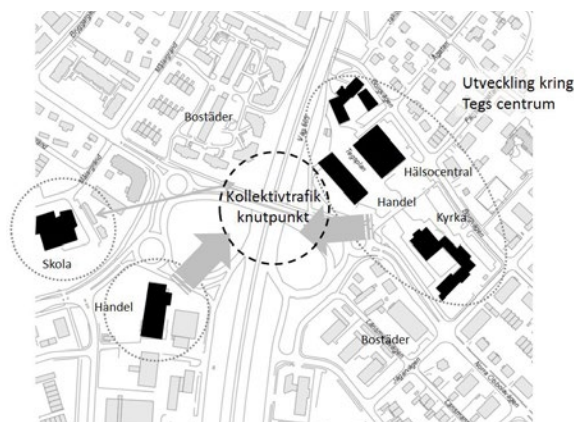 Utveckling kring
Tegs centrum
Bostäder
Hälsocentral
Kollektivtrafik
knutpunkt
Handel
Kyrka
Skola
Handel
Bostäder